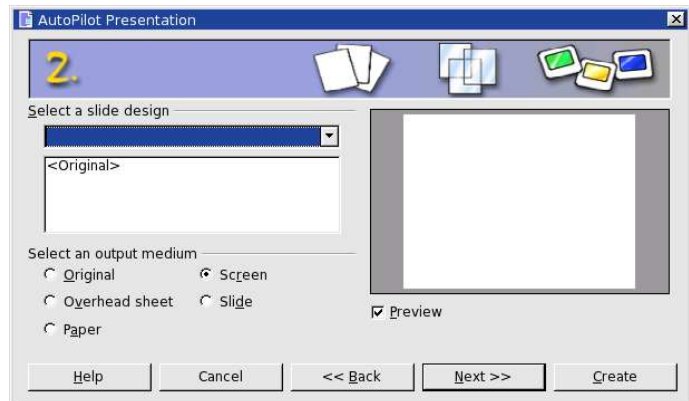 AutoPilot Presentation
2.
Select a slide design
<Original>
Select an output medium
Original
Screen
Overhead sheet
Slide
Paper
Preview
Help
Cancel
<< Back
Next >>
Create